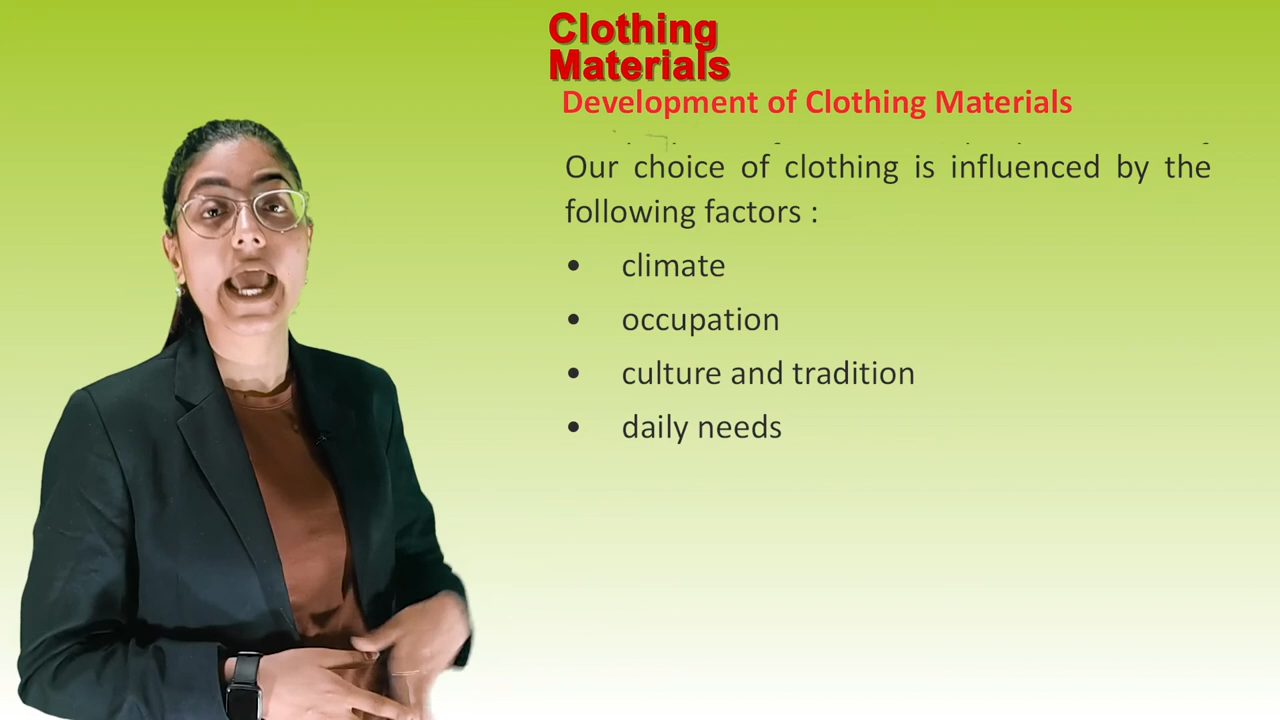 Clothing
Materials
Development of Clothing Materials
Our choice of clothing is influenced by the
following factors :
• climate
• occupation
• culture and tradition
• daily needs